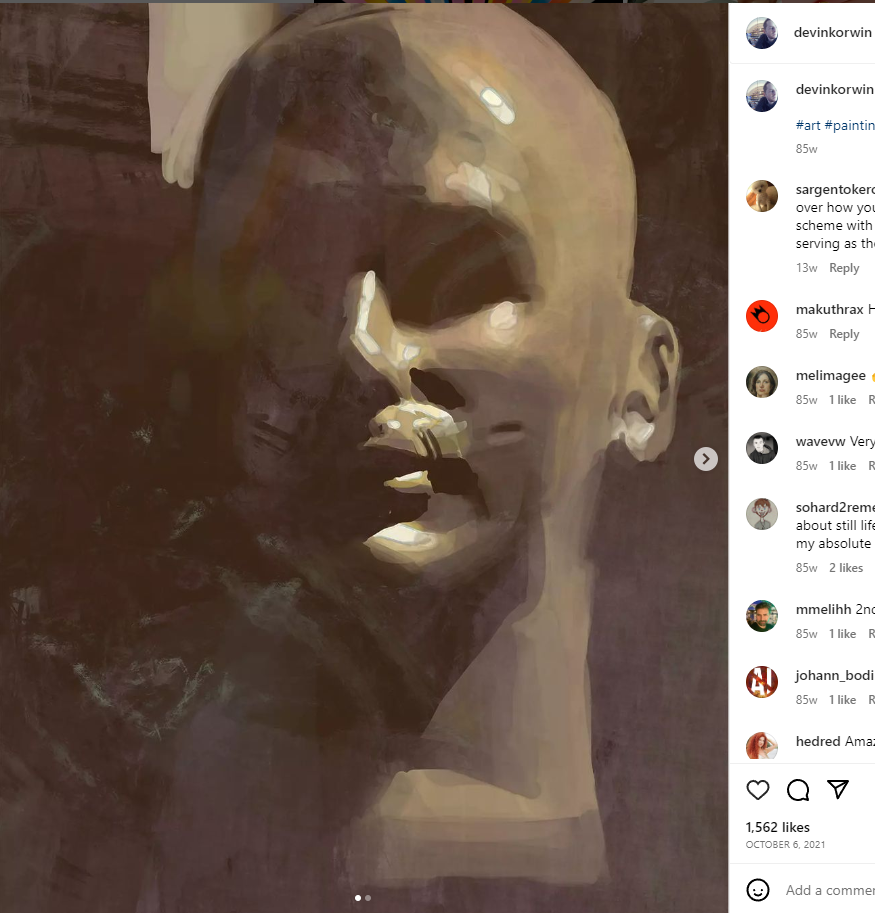 devinkorwin
devinkorwin
#art #paintin
85w
sargentokero
over how you
scheme with
serving as the
13w Reply
makuthrax H
85w Reply
melimagee
85w 1 like R
wavevw Very
85w 1 like R
sohard2reme
about still life
my absolute
85w 2 likes
mmelihh 2nd
85w 1 like R
johann_bodi
85w 1 like R
hedred Amaz
1,562 likes
OCTOBER 6, 2021
Add a commen